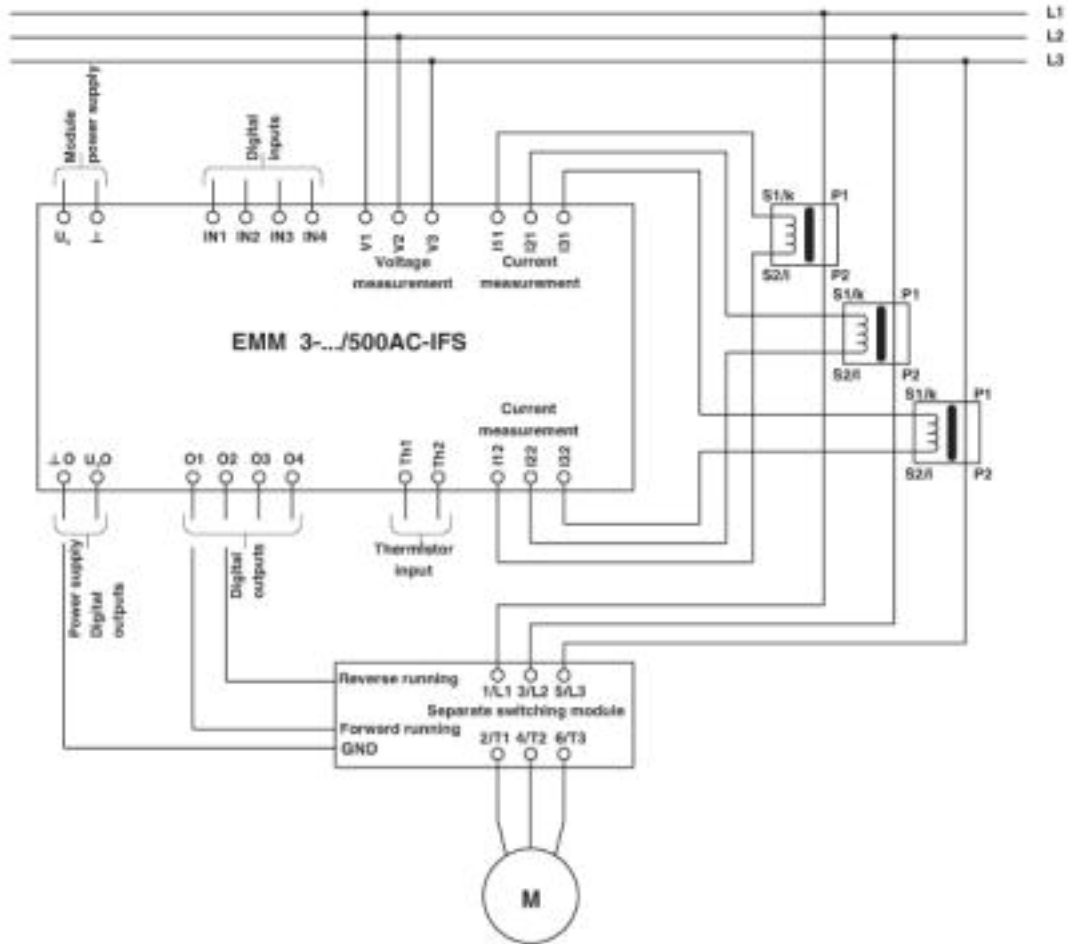 L1
L2
L3
Module
power supply
Digital
inputs
S1/k
P1
IN1 IN2 IN3 IN4
V1 V2 V3
I11 I21 I31
Us ⊥
Voltage
measurement
Current
measurement
S2/l
P2
S1/k
P1
EMM 3-.../500AC-IFS
S2/l
P2
S1/k
P1
Current
measurement
⊥O UsO
O1 O2 O3 O4
Th1 Th2
I12 I22 I32
S2/l
P2
Power supply
Digital
outputs
Digital
outputs
Thermistor
input
Reverse running
1/L1 3/L2 5/L3
Separate switching module
Forward running
2/T1 4/T2 6/T3
GND
M